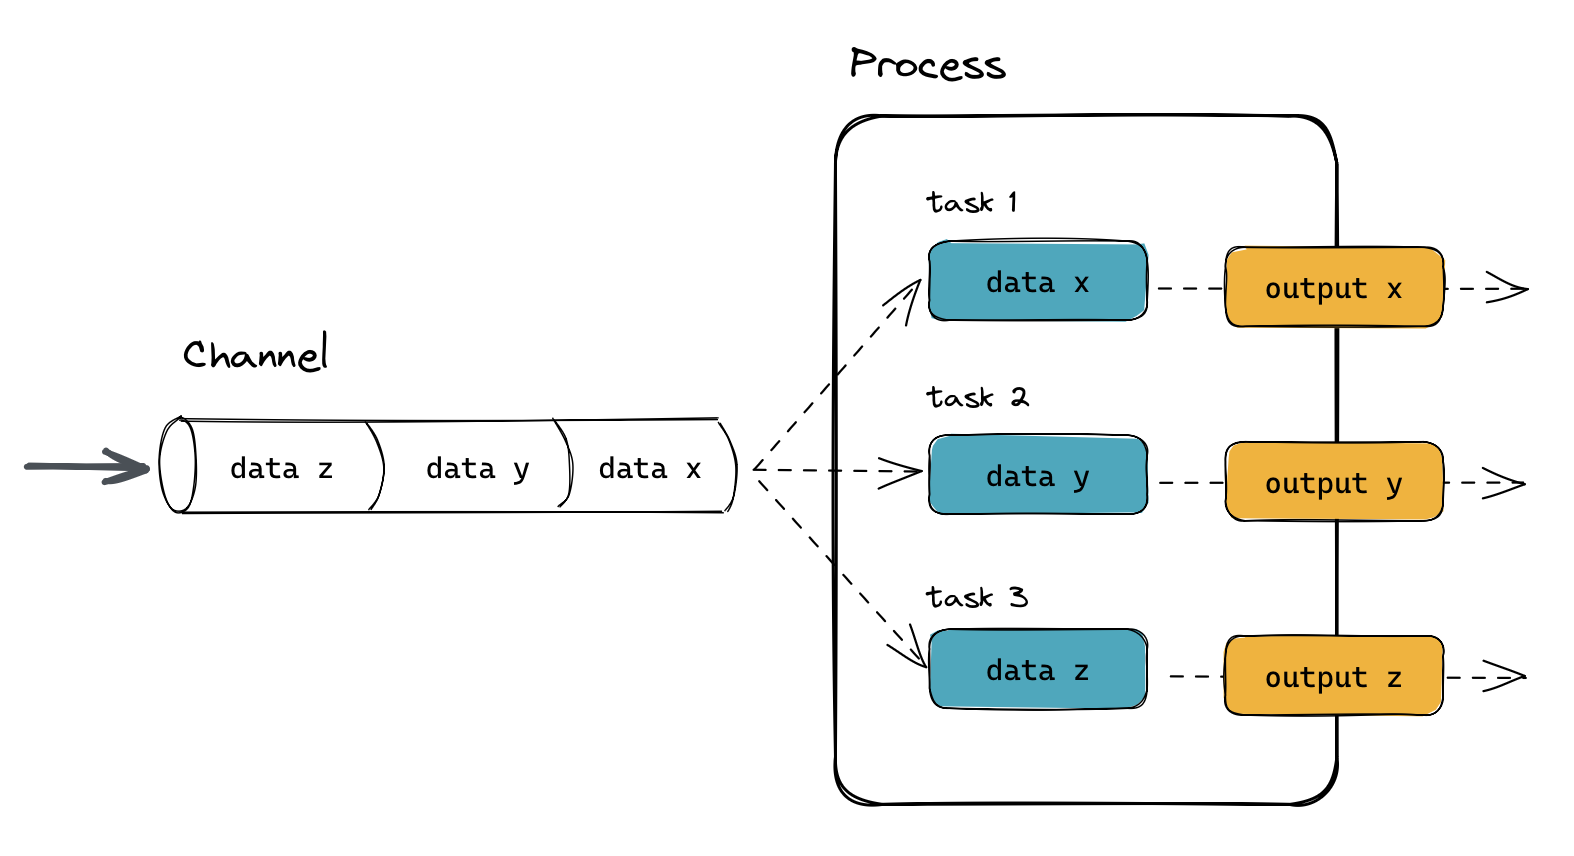 Process
task 1
data x
output x
Channel
data z
data y
data x
task 2
data y
output y
task 3
data z
output z